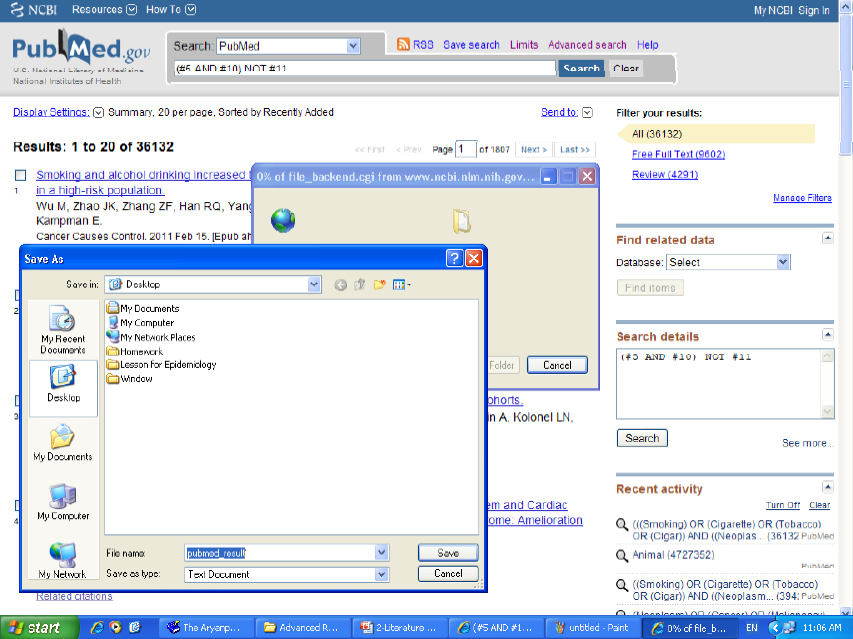 NCBI Resources How To My NCBI Sign In
PubMed.gov
U.S. National Library of Medicine
National Institutes of Health
Search: PubMed
RSS Save search Limits Advanced search Help
(#5 AND #10) NOT #11
Search Clear
Display Settings: Summary, 20 per page, Sorted by Recently Added
Send to:
Results: 1 to 20 of 36132
<< First < Prev Page 1 of 1807 Next > Last >>
1.
Smoking and alcohol drinking increased
in a high-risk population.
Wu M, Zhao JK, Zhang ZF, Han RQ, Yang
Kampman E.
Cancer Causes Control. 2011 Feb 15. [Epub ah
0% of file_backend.cgi from www.ncbi.nlm.nih.gov...
Folder
Cancel
Save As
Save in: Desktop
My Recent
Documents
Desktop
My Documents
My Computer
My Network
My Documents
My Computer
My Network Places
Homework
Lesson for Epidemiology
Window
File name: pubmed_result
Save
Save as type: Text Document
Cancel
2.
3.
4.
ohorts.
in A, Kolonel LN,
em and Cardiac
ome: Amelioration
Related citations
Filter your results:
All (36132)
Free Full Text (9602)
Review (4291)
Manage Filters
Find related data
Database: Select
Find items
Search details
(#5 AND #10) NOT #11
Search
See more...
Recent activity
Turn Off Clear
(((Smoking) OR (Cigarette) OR (Tobacco)
OR (Cigar)) AND ((Neoplas... (36132 PubMed
Animal (4727352)
PubMed
((Smoking) OR (Cigarette) OR (Tobacco)
OR (Cigar)) AND ((Neoplasm... (394: PubMed
(Neoplasm) OR (Cancer) OR (Malignancy)
start
The Aryanp...
Advanced R...
2-Literature ...
(#5 AND #1...
untitled - Paint
0% of file_b...
EN
11:06 AM